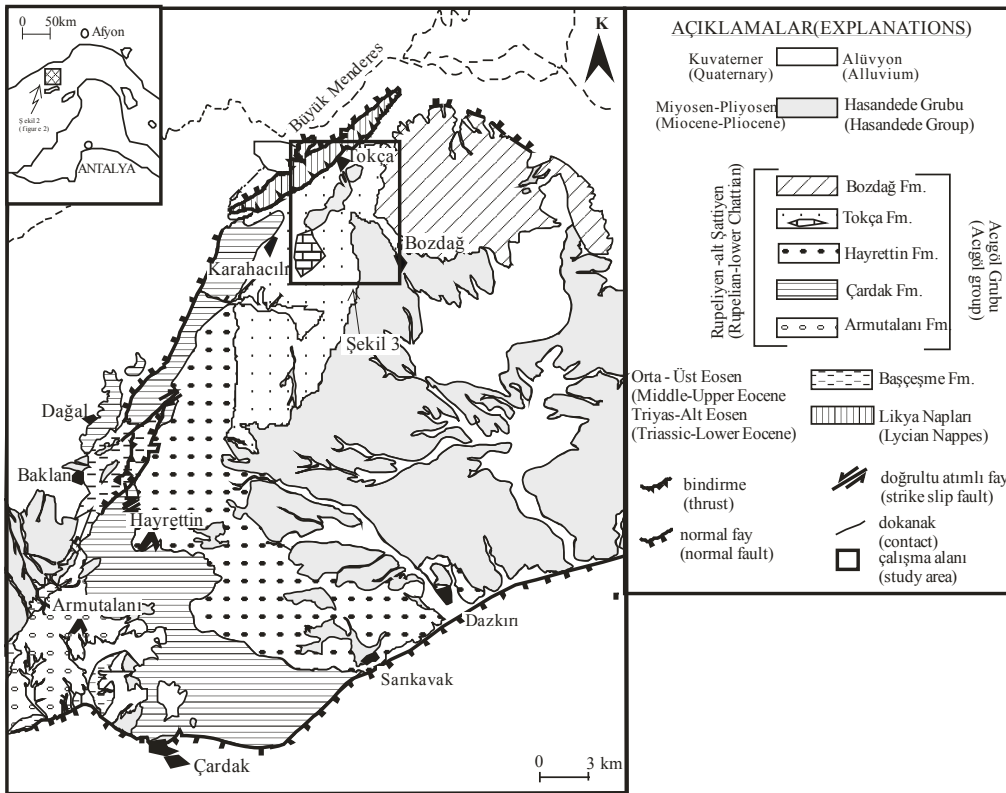 0 50km
Afyon
Şekil 2
(figure 2)
ANTALYA
K
Büyük Menderes
Tokça
Bozdağ
Karahacılı
Şekil 3
Dağal
Baklan
Hayrettin
Armutalanı
Dazkırı
Sarıkavak
Çardak
0 3 km
AÇIKLAMALAR(EXPLANATIONS)
Kuvaterner
(Quaternary)
Alüvyon
(Alluvium)
Miyosen-Pliyosen
(Miocene-Pliocene)
Hasandede Grubu
(Hasandede Group)
Rupeliyen-alt Şattiyen
(Rupelian-lower Chattian)
Bozdağ Fm.
Tokça Fm.
Hayrettin Fm.
Çardak Fm.
Armutalanı Fm.
Acıgöl Grubu
(Acıgöl group)
Orta - Üst Eosen
(Middle-Upper Eocene
Başçeşme Fm.
Triyas-Alt Eosen
(Triassic-Lower Eocene)
Likya Napları
(Lycian Nappes)
bindirme
(thrust)
doğrultu atımlı fay
(strike slip fault)
normal fay
(normal fault)
dokanak
(contact)
çalışma alanı
(study area)